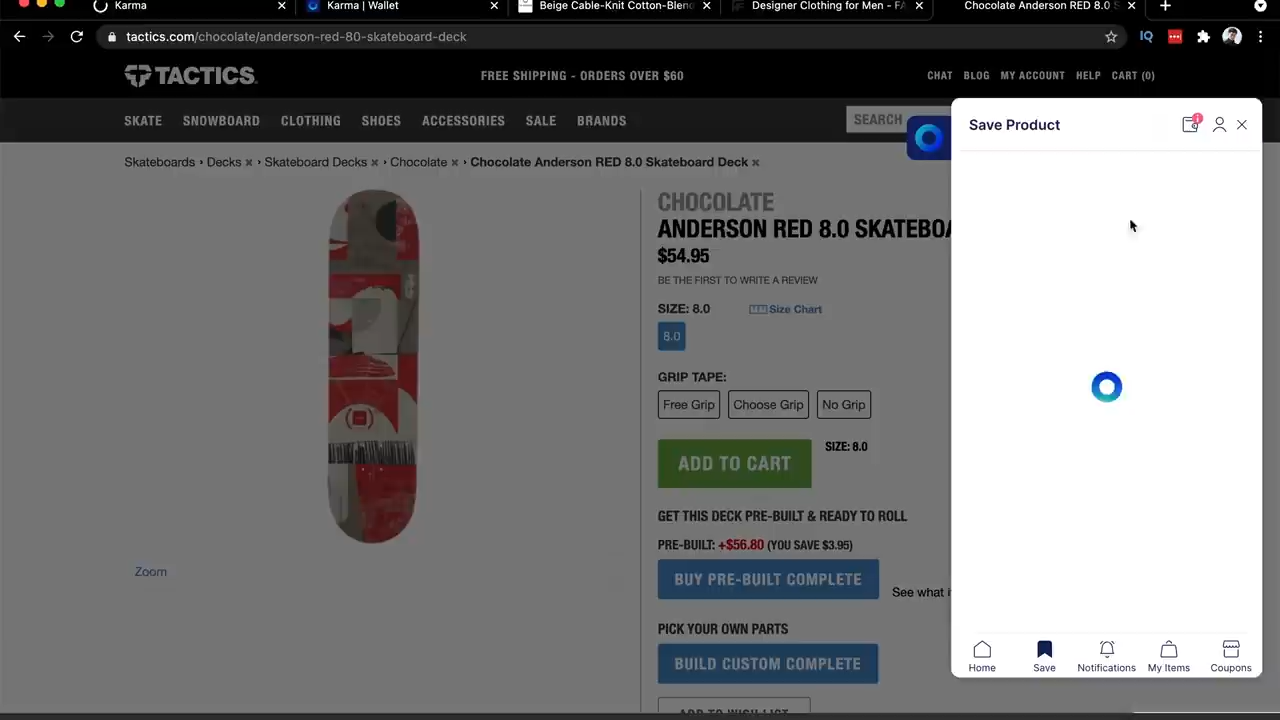 Karma
Karma | Wallet
Beige Cable-Knit Cotton-Blen
Designer Clothing for Men - FA
Chocolate Anderson RED 8.0 S
tactics.com/chocolate/anderson-red-80-skateboard-deck
IQ
TACTICS
FREE SHIPPING - ORDERS OVER $60
CHAT BLOG MY ACCOUNT HELP CART (0)
SKATE SNOWBOARD CLOTHING SHOES ACCESSORIES SALE BRANDS
SEARCH
Save Product
1
Skateboards › Decks × › Skateboard Decks × › Chocolate × › Chocolate Anderson RED 8.0 Skateboard Deck ×
CHOCOLATE
ANDERSON RED 8.0 SKATEBOA
$54.95
BE THE FIRST TO WRITE A REVIEW
SIZE: 8.0
Size Chart
8.0
GRIP TAPE:
Free Grip
Choose Grip
No Grip
ADD TO CART
SIZE: 8.0
GET THIS DECK PRE-BUILT & READY TO ROLL
PRE-BUILT: +$56.80 (YOU SAVE $3.95)
BUY PRE-BUILT COMPLETE
See what i
Zoom
PICK YOUR OWN PARTS
BUILD CUSTOM COMPLETE
ADD TO WISH LIST
Home
Save
Notifications
My Items
Coupons